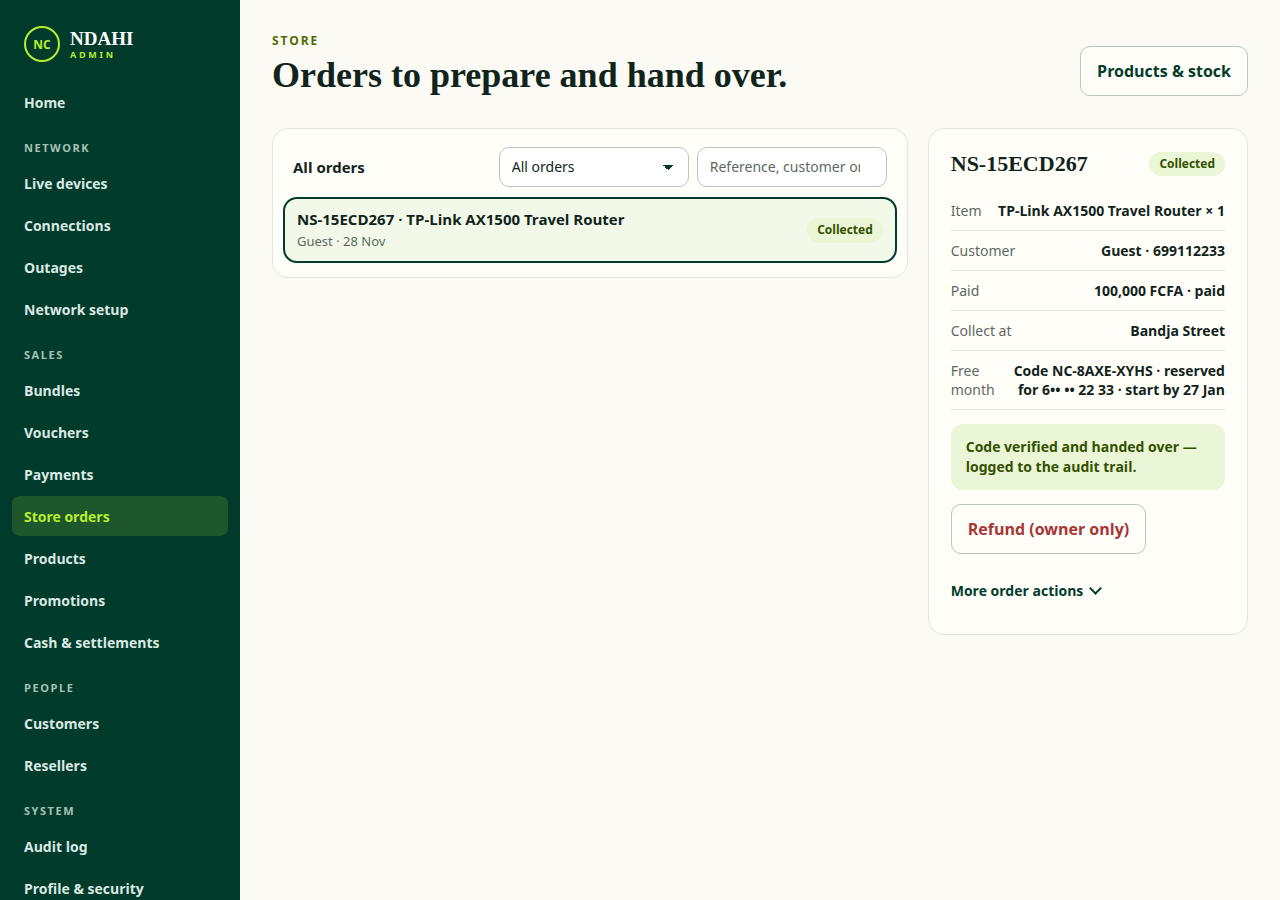 NC
NDAHI
ADMIN
Home
NETWORK
Live devices
Connections
Outages
Network setup
SALES
Bundles
Vouchers
Payments
Store orders
Products
Promotions
Cash & settlements
PEOPLE
Customers
Resellers
SYSTEM
Audit log
Profile & security
STORE
Orders to prepare and hand over.
Products & stock
All orders
All orders
Reference, customer or
NS-15ECD267 · TP-Link AX1500 Travel Router
Guest · 28 Nov
Collected
NS-15ECD267
Collected
Item TP-Link AX1500 Travel Router × 1
Customer Guest · 699112233
Paid 100,000 FCFA · paid
Collect at Bandja Street
Free month Code NC-8AXE-XYHS · reserved
for 6•• •• 22 33 · start by 27 Jan
Code verified and handed over —
logged to the audit trail.
Refund (owner only)
More order actions